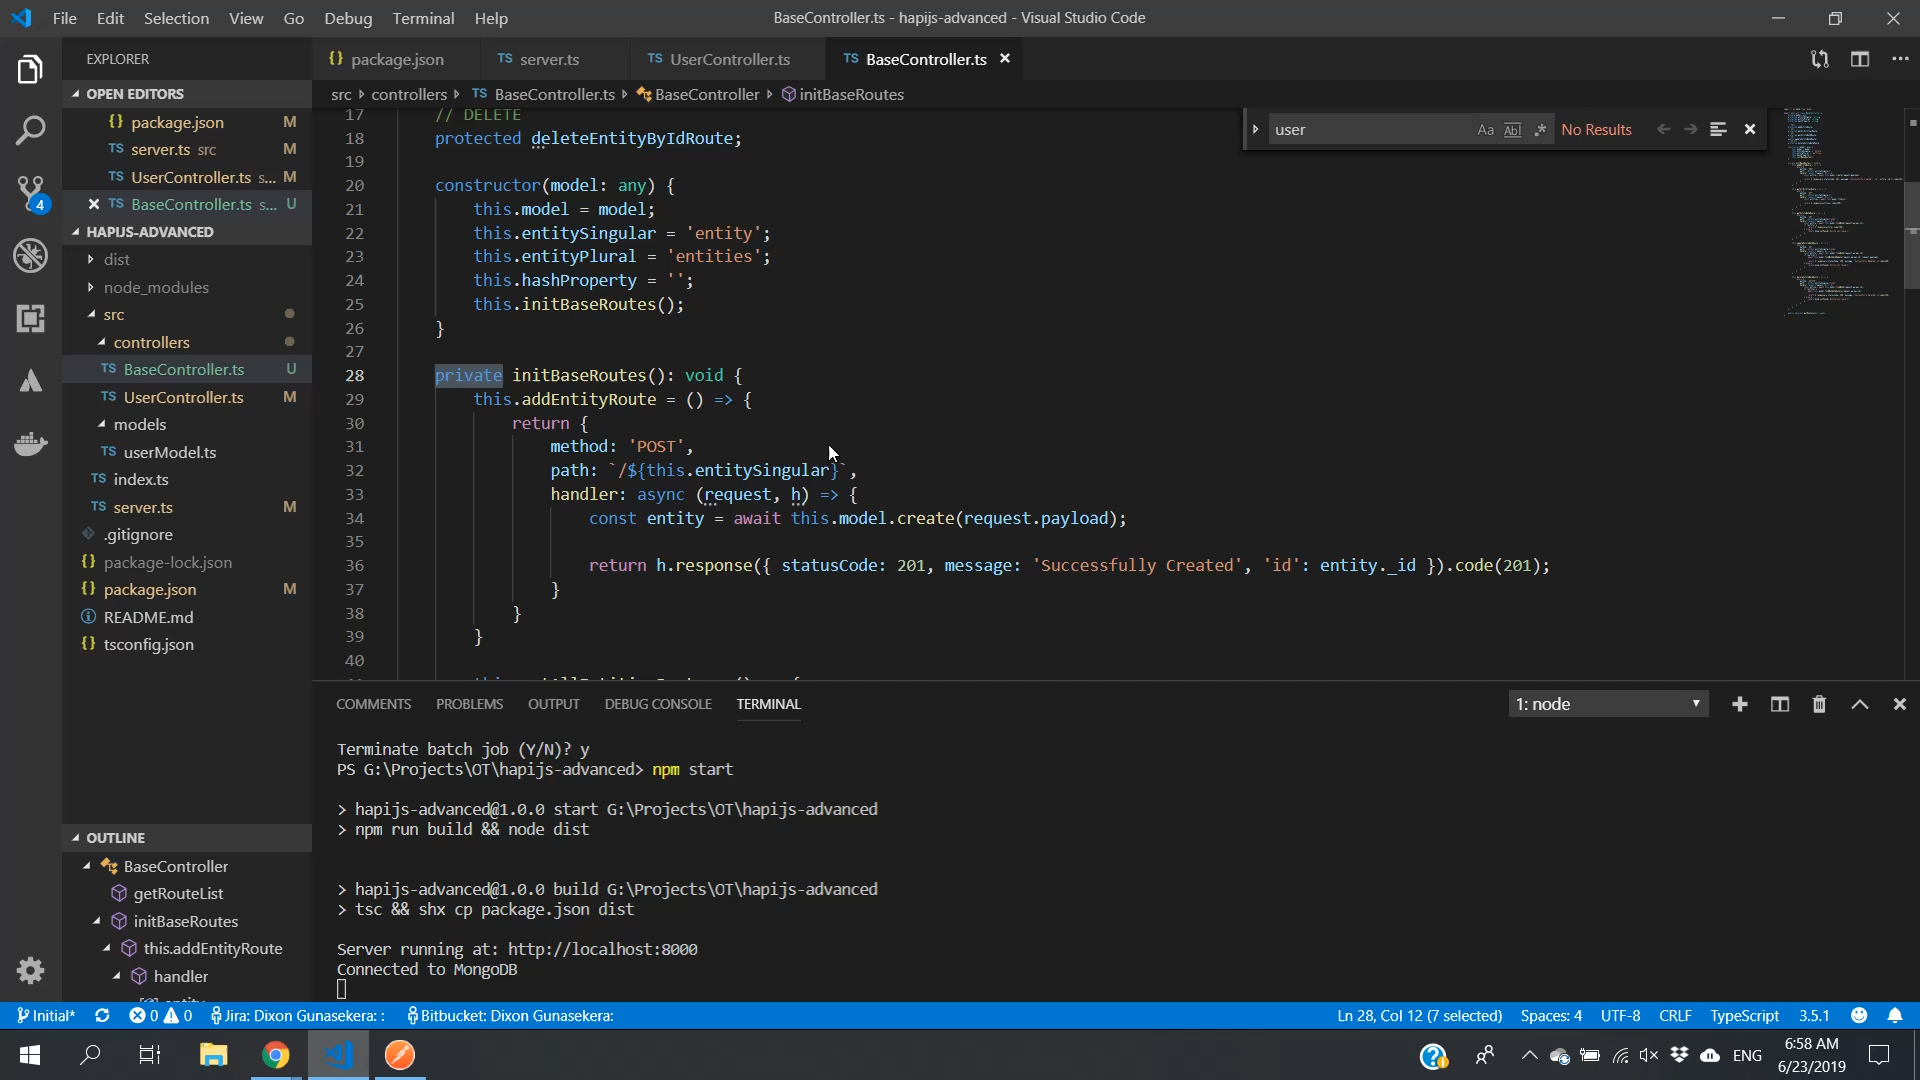 File Edit Selection View Go Debug Terminal Help
BaseController.ts - hapijs-advanced - Visual Studio Code
EXPLORER
OPEN EDITORS
{} package.json M
TS server.ts src M
TS UserController.ts s... M
TS BaseController.ts s... U
HAPIJS-ADVANCED
dist
node_modules
src
controllers
TS BaseController.ts U
TS UserController.ts M
models
TS userModel.ts
TS index.ts
TS server.ts M
.gitignore
{} package-lock.json
{} package.json M
README.md
{} tsconfig.json
OUTLINE
BaseController
getRouteList
initBaseRoutes
this.addEntityRoute
handler
4
{} package.json
TS server.ts
TS UserController.ts
TS BaseController.ts
src controllers TS BaseController.ts BaseController initBaseRoutes
user Aa Abl .* No Results
17 // DELETE
18 protected deleteEntityByIdRoute;
19
20 constructor(model: any) {
21 this.model = model;
22 this.entitySingular = 'entity';
23 this.entityPlural = 'entities';
24 this.hashProperty = '';
25 this.initBaseRoutes();
26 }
27
28 private initBaseRoutes(): void {
29 this.addEntityRoute = () => {
30 return {
31 method: 'POST',
32 path: `/${this.entitySingular}`,
33 handler: async (request, h) => {
34 const entity = await this.model.create(request.payload);
35
36 return h.response({ statusCode: 201, message: 'Successfully Created', 'id': entity._id }).code(201);
37 }
38 }
39 }
40
COMMENTS PROBLEMS OUTPUT DEBUG CONSOLE TERMINAL
1: node
Terminate batch job (Y/N)? y
PS G:\Projects\OT\hapijs-advanced> npm start
> hapijs-advanced@1.0.0 start G:\Projects\OT\hapijs-advanced
> npm run build && node dist
> hapijs-advanced@1.0.0 build G:\Projects\OT\hapijs-advanced
> tsc && shx cp package.json dist
Server running at: http://localhost:8000
Connected to MongoDB
Initial* 0 0 Jira: Dixon Gunasekera: : Bitbucket: Dixon Gunasekera:
Ln 28, Col 12 (7 selected) Spaces: 4 UTF-8 CRLF TypeScript 3.5.1
ENG
6:58 AM
6/23/2019